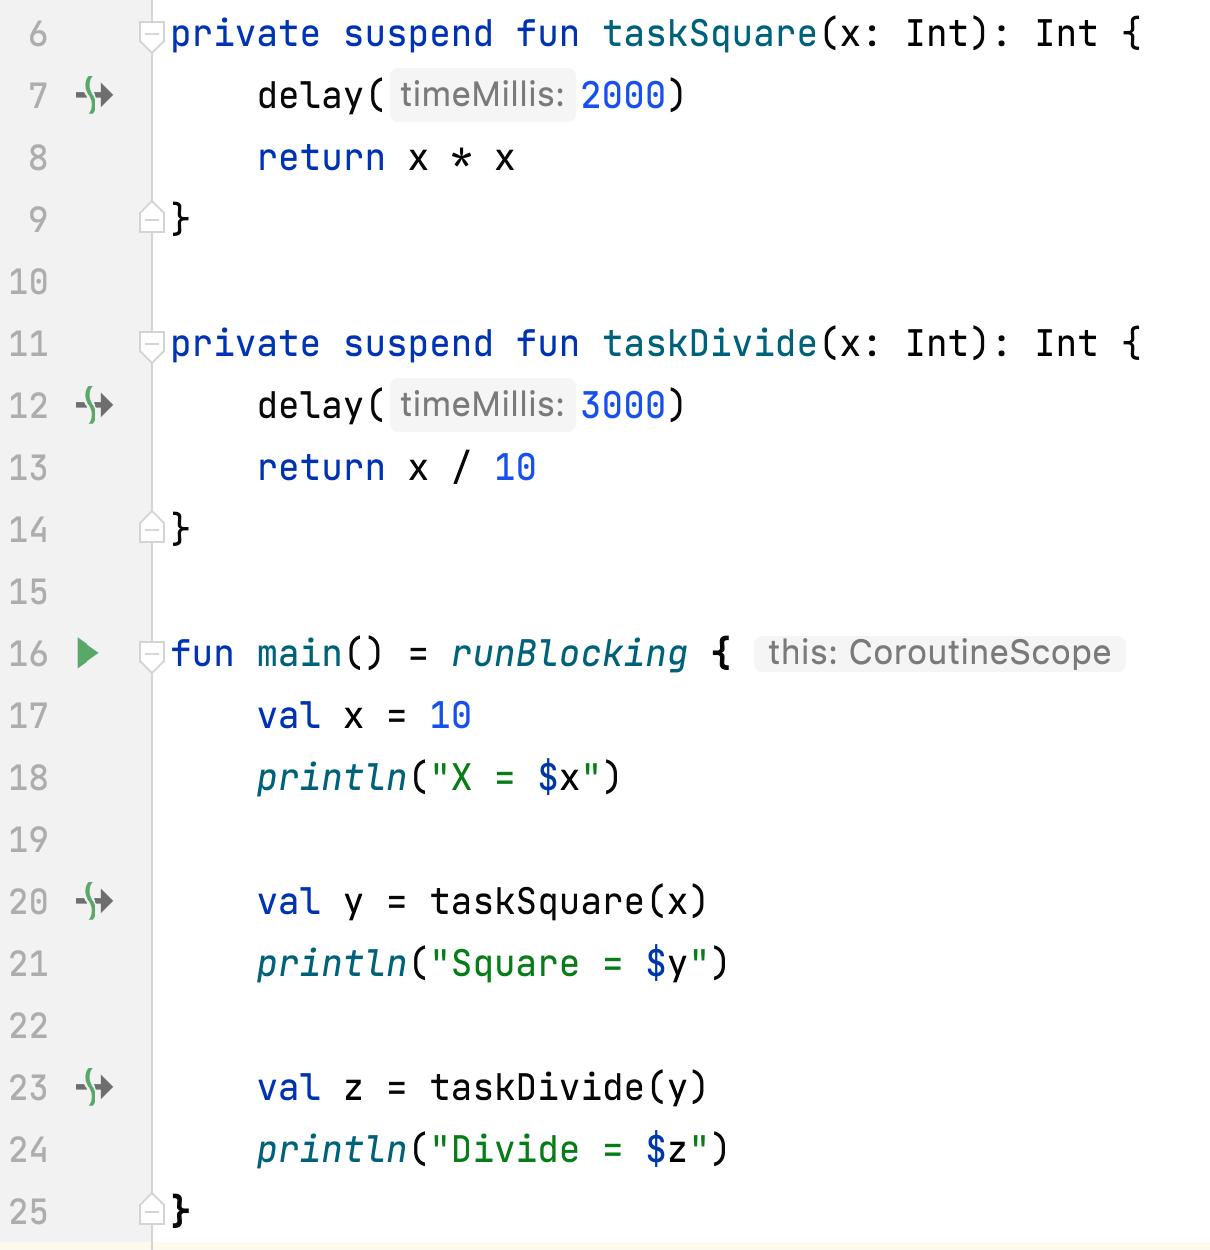 6 private suspend fun taskSquare(x: Int): Int {
7 delay( timeMillis: 2000)
8 return x * x
9 }
10
11 private suspend fun taskDivide(x: Int): Int {
12 delay( timeMillis: 3000)
13 return x / 10
14 }
15
16 fun main() = runBlocking { this: CoroutineScope
17 val x = 10
18 println("X = $x")
19
20 val y = taskSquare(x)
21 println("Square = $y")
22
23 val z = taskDivide(y)
24 println("Divide = $z")
25 }